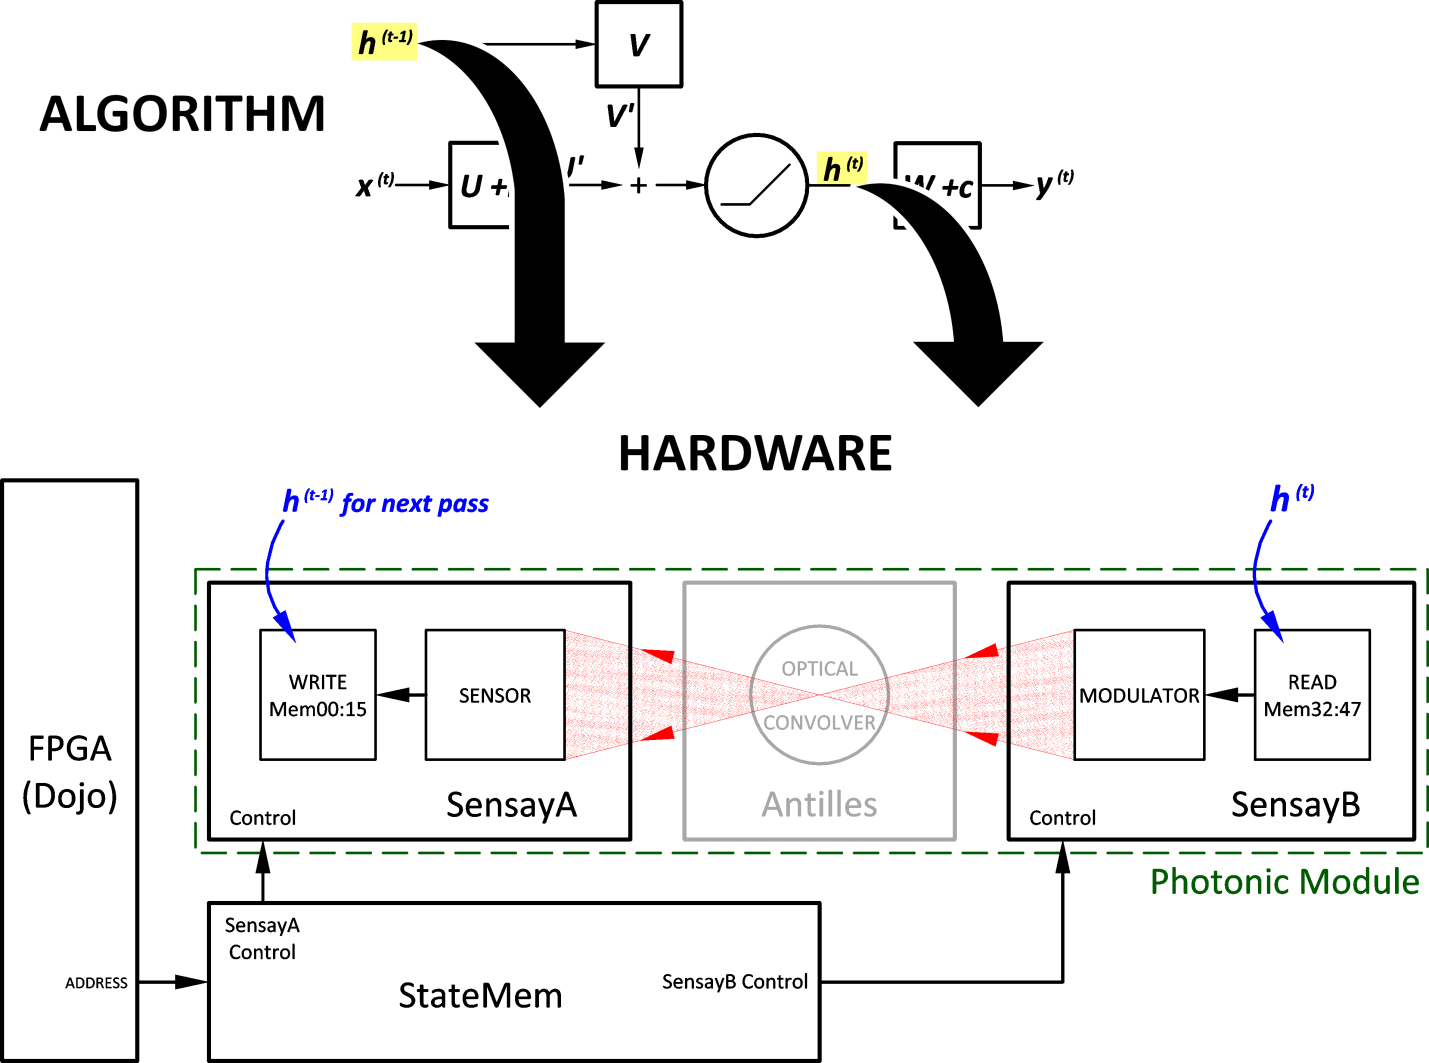 h (t-1)
V
ALGORITHM
V'
x (t)
U +
+
h (t)
+c
y (t)
HARDWARE
h (t-1) for next pass
h (t)
FPGA
(Dojo)
ADDRESS
WRITE
Mem00:15
SENSOR
Control
SensayA
OPTICAL
CONVOLVER
Antilles
MODULATOR
READ
Mem32:47
Control
SensayB
Photonic Module
SensayA
Control
StateMem
SensayB Control